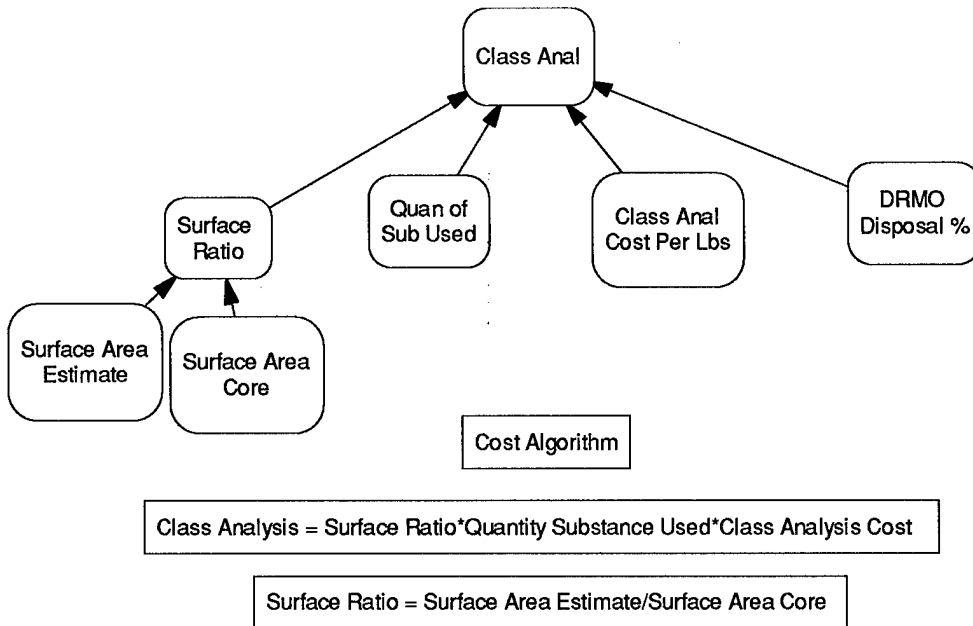 Class Anal
Surface
Ratio
Quan of
Sub Used
Class Anal
Cost Per Lbs
DRMO
Disposal %
Surface Area
Estimate
Surface Area
Core
Cost Algorithm
Class Analysis = Surface Ratio*Quantity Substance Used*Class Analysis Cost
Surface Ratio = Surface Area Estimate/Surface Area Core